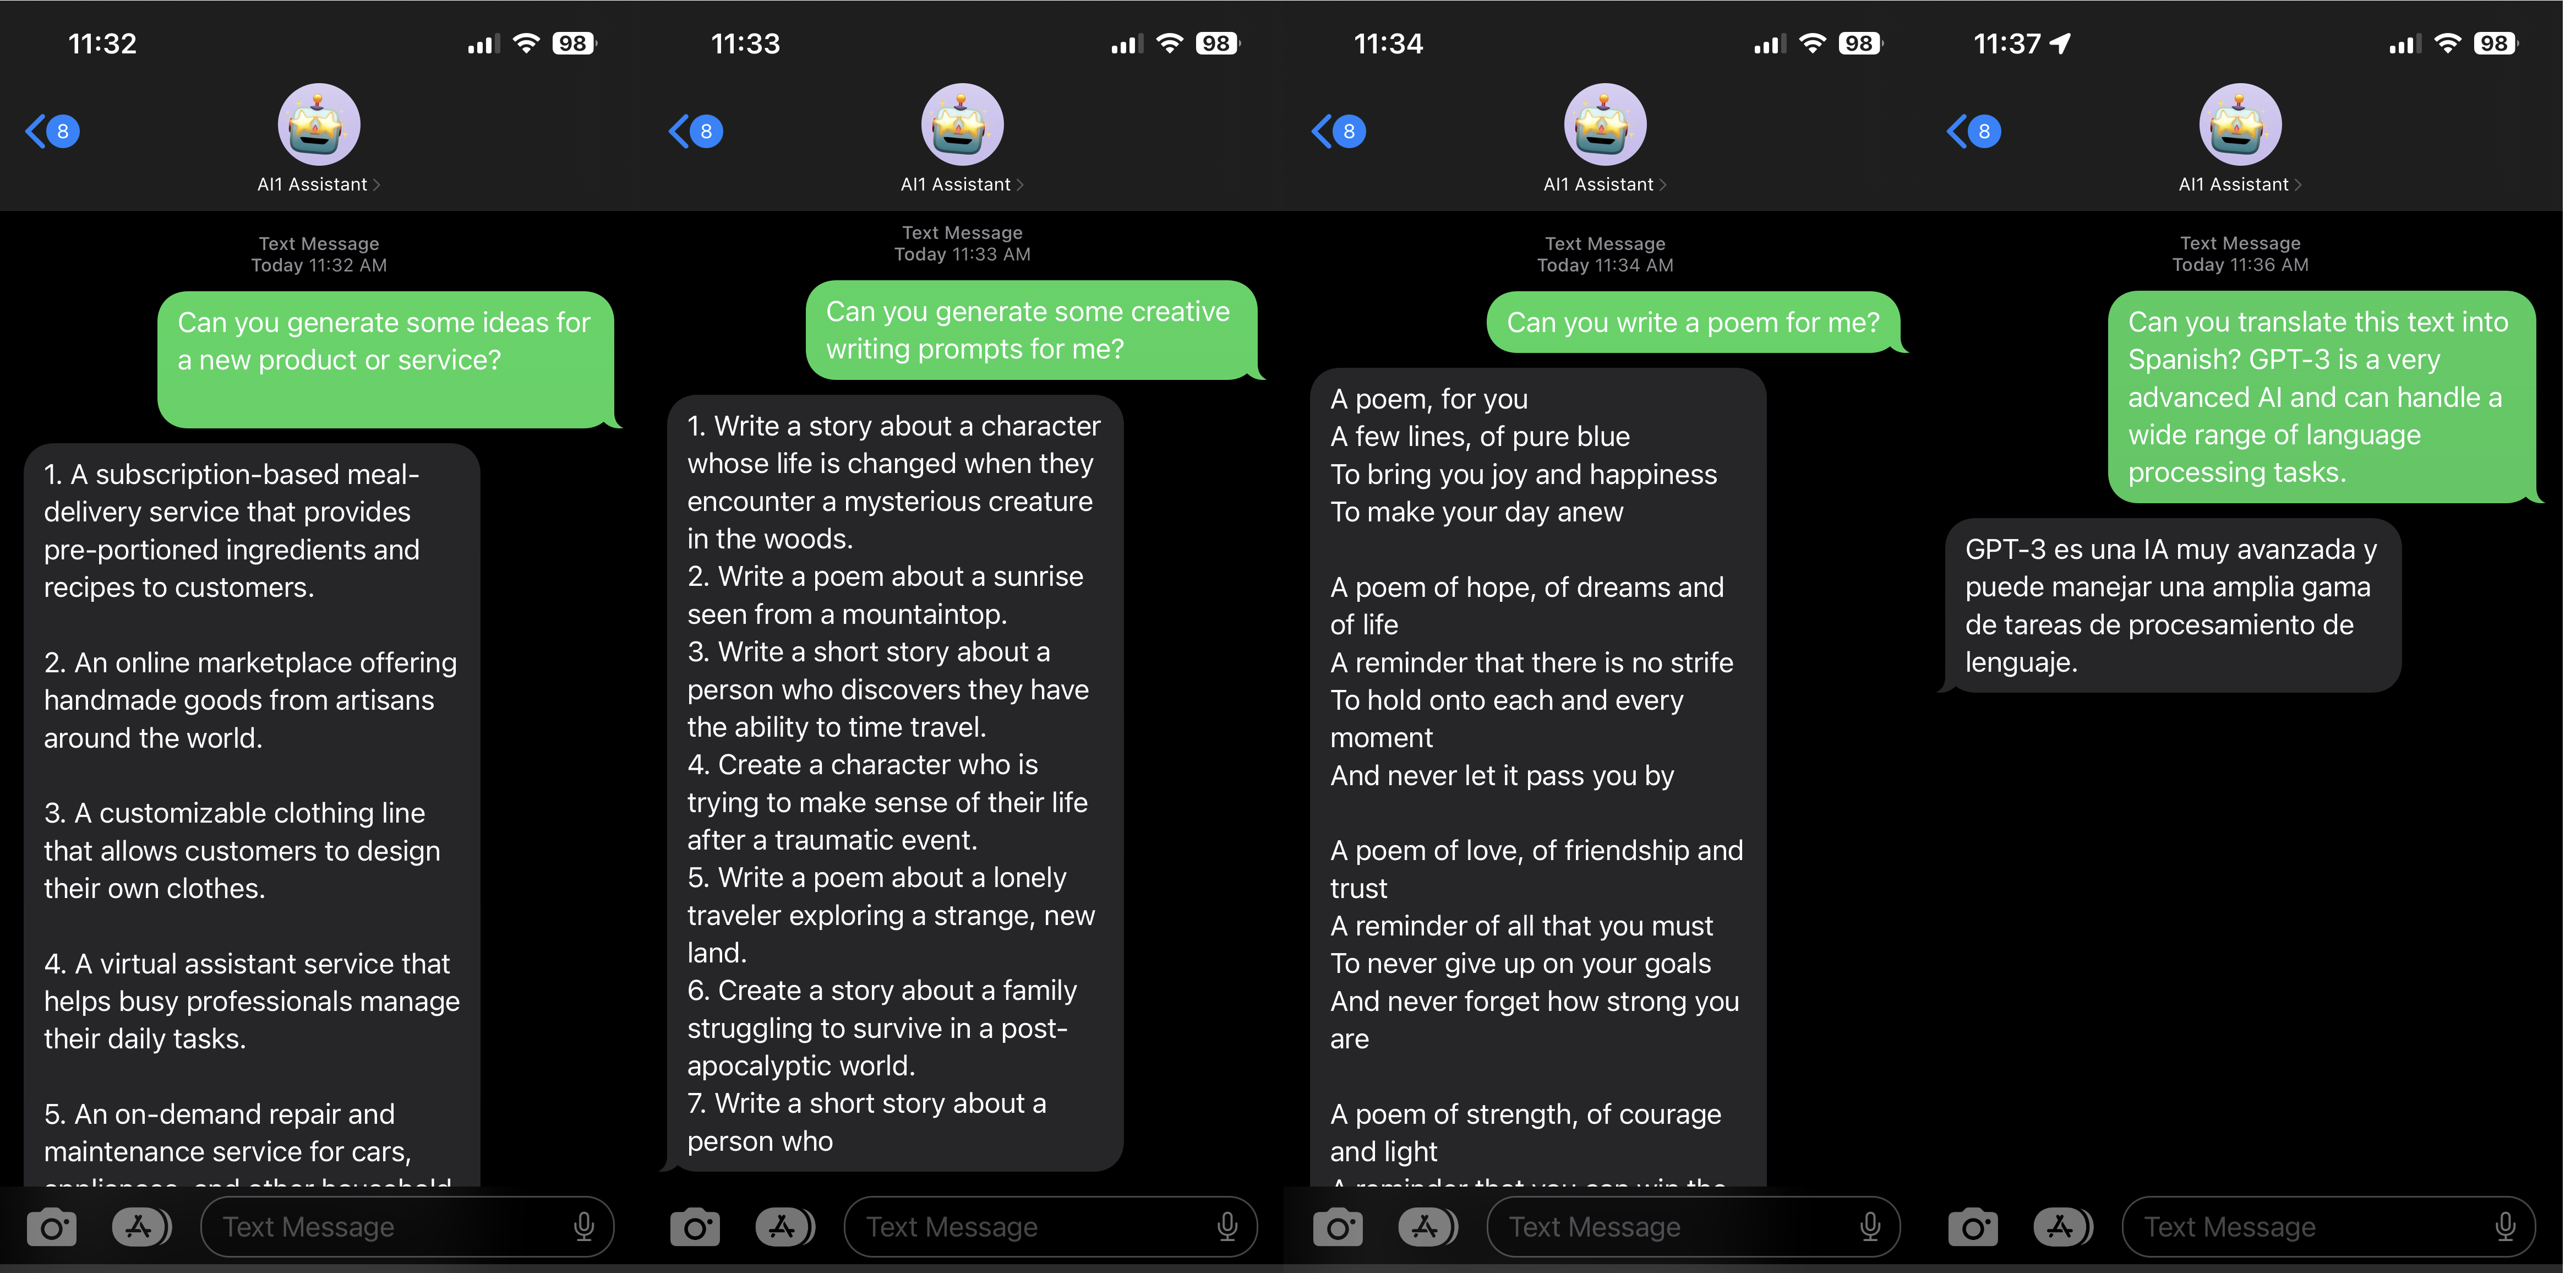 11:32
98
8
AI1 Assistant
Text Message
Today 11:32 AM
Can you generate some ideas for
a new product or service?
1. A subscription-based meal-
delivery service that provides
pre-portioned ingredients and
recipes to customers.
2. An online marketplace offering
handmade goods from artisans
around the world.
3. A customizable clothing line
that allows customers to design
their own clothes.
4. A virtual assistant service that
helps busy professionals manage
their daily tasks.
5. An on-demand repair and
maintenance service for cars,
appliances, and other household
Text Message
11:33
98
8
AI1 Assistant
Text Message
Today 11:33 AM
Can you generate some creative
writing prompts for me?
1. Write a story about a character
whose life is changed when they
encounter a mysterious creature
in the woods.
2. Write a poem about a sunrise
seen from a mountaintop.
3. Write a short story about a
person who discovers they have
the ability to time travel.
4. Create a character who is
trying to make sense of their life
after a traumatic event.
5. Write a poem about a lonely
traveler exploring a strange, new
land.
6. Create a story about a family
struggling to survive in a post-
apocalyptic world.
7. Write a short story about a
person who
Text Message
11:34
98
8
AI1 Assistant
Text Message
Today 11:34 AM
Can you write a poem for me?
A poem, for you
A few lines, of pure blue
To bring you joy and happiness
To make your day anew
A poem of hope, of dreams and
of life
A reminder that there is no strife
To hold onto each and every
moment
And never let it pass you by
A poem of love, of friendship and
trust
A reminder of all that you must
To never give up on your goals
And never forget how strong you
are
A poem of strength, of courage
and light
A reminder that you can win the
Text Message
11:37
98
8
AI1 Assistant
Text Message
Today 11:36 AM
Can you translate this text into
Spanish? GPT-3 is a very
advanced AI and can handle a
wide range of language
processing tasks.
GPT-3 es una IA muy avanzada y
puede manejar una amplia gama
de tareas de procesamiento de
lenguaje.
Text Message